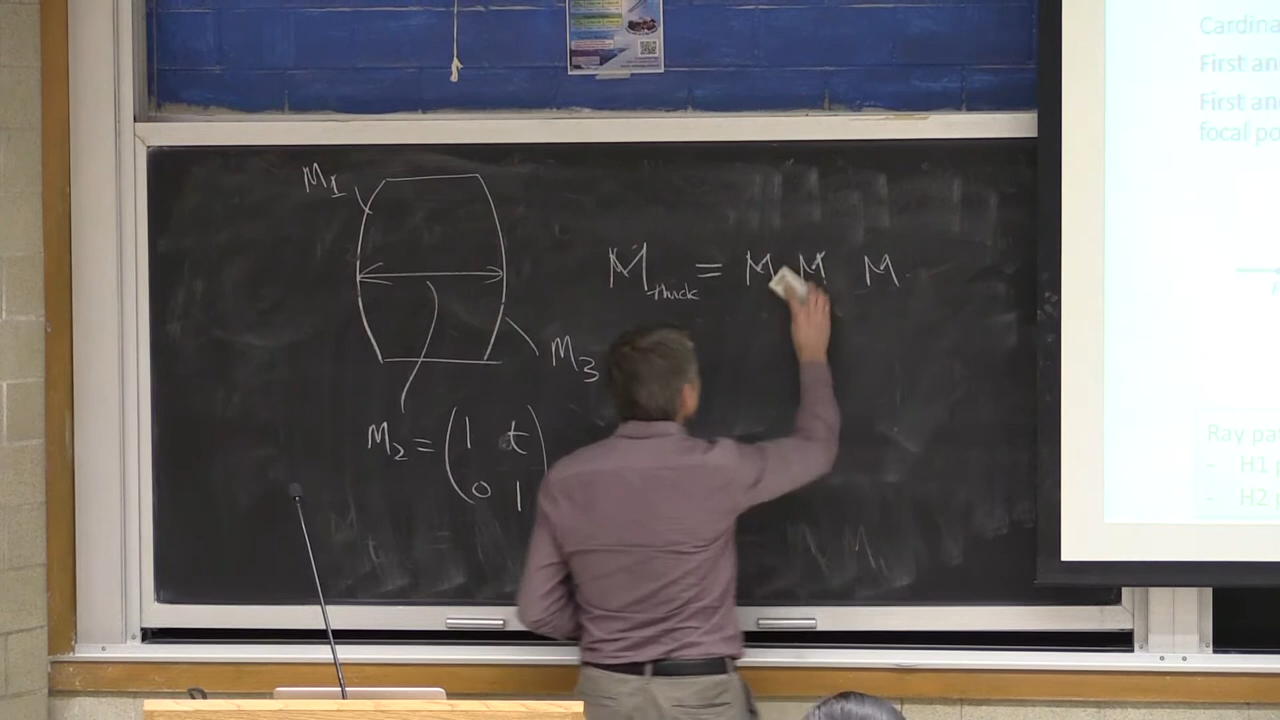 M1
M thick = M M M
M3
M2 = ( 1 t
0 1 )
Cardina
First an
First an
focal po
Ray pa
- H1 p
- H2 p